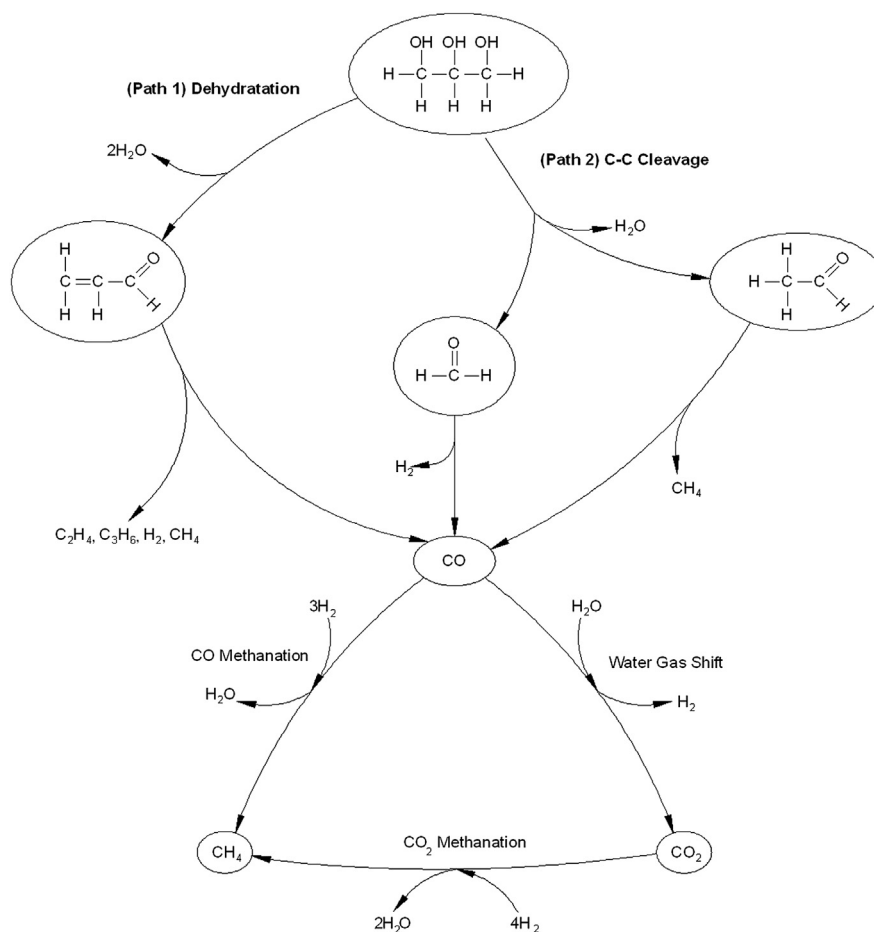 OH OH OH
H C C C H
H H H
(Path 1) Dehydratation
2H₂O
(Path 2) C-C Cleavage
H₂O
H O
C C C
H H H
H O
H C C
H H
O
H C H
H₂
CH₄
C₂H₄, C₃H₆, H₂, CH₄
CO
3H₂
H₂O
CO Methanation
Water Gas Shift
H₂O
H₂
CO₂ Methanation
CH₄
CO₂
2H₂O
4H₂